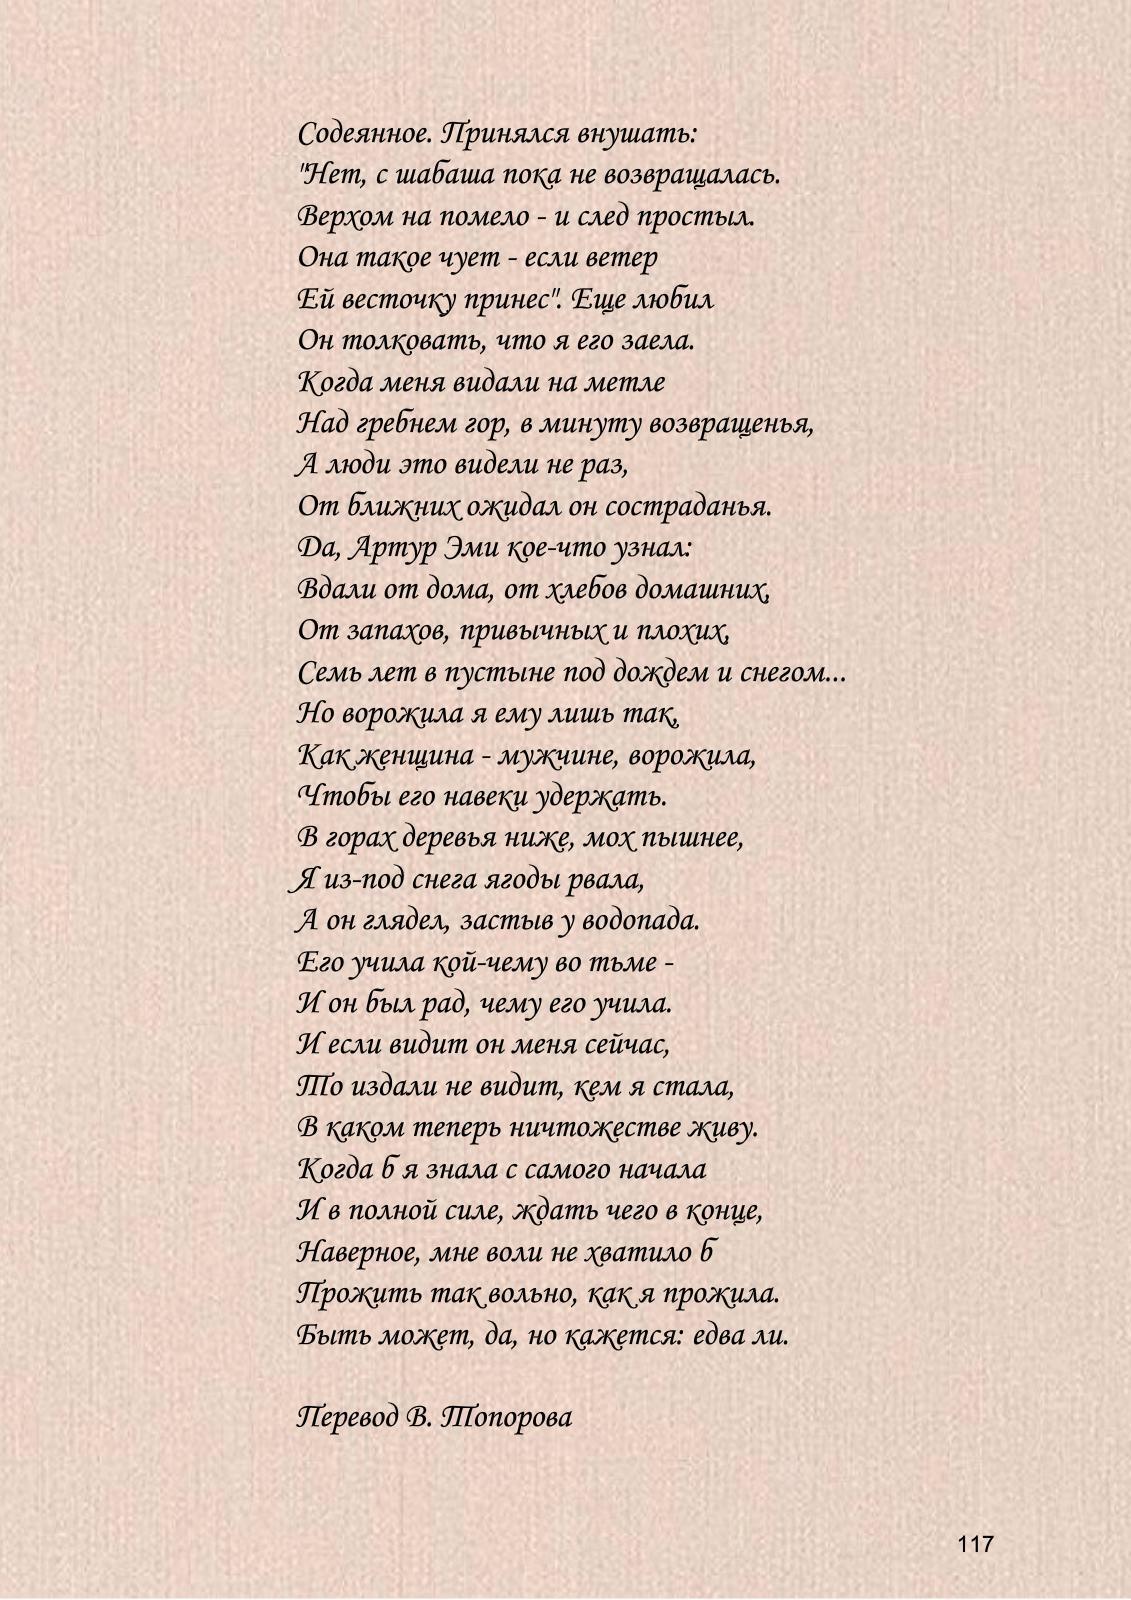 Содеянное. Принялся внушать:
"Нет, с шабаша пока не возвращалась.
Верхом на помело - и след простыл.
Она такое чует - если ветер
Ей весточку принес". Еще любил
Он толковать, что я его заела.
Когда меня видали на метле
Над гребнем гор, в минуту возвращенья,
А люди это видели не раз,
От ближних ожидал он состраданья.
Да, Артур Эми кое-что узнал:
Вдали от дома, от хлебов домашних,
От запахов, привычных и плохих,
Семь лет в пустыне под дождем и снегом...
Но ворожила я ему лишь так,
Как женщина - мужчине, ворожила,
Чтобы его навеки удержать.
В горах деревья ниже, мох пышнее,
Я из-под снега ягоды рвала,
А он глядел, застыв у водопада.
Его учила кой-чему во тьме -
И он был рад, чему его учила.
И если видит он меня сейчас,
То издали не видит, кем я стала,
В каком теперь ничтожестве живу.
Когда б я знала с самого начала
И в полной силе, ждать чего в конце,
Наверное, мне воли не хватило б
Прожить так вольно, как я прожила.
Быть может, да, но кажется: едва ли.
Перевод В. Топорова
117